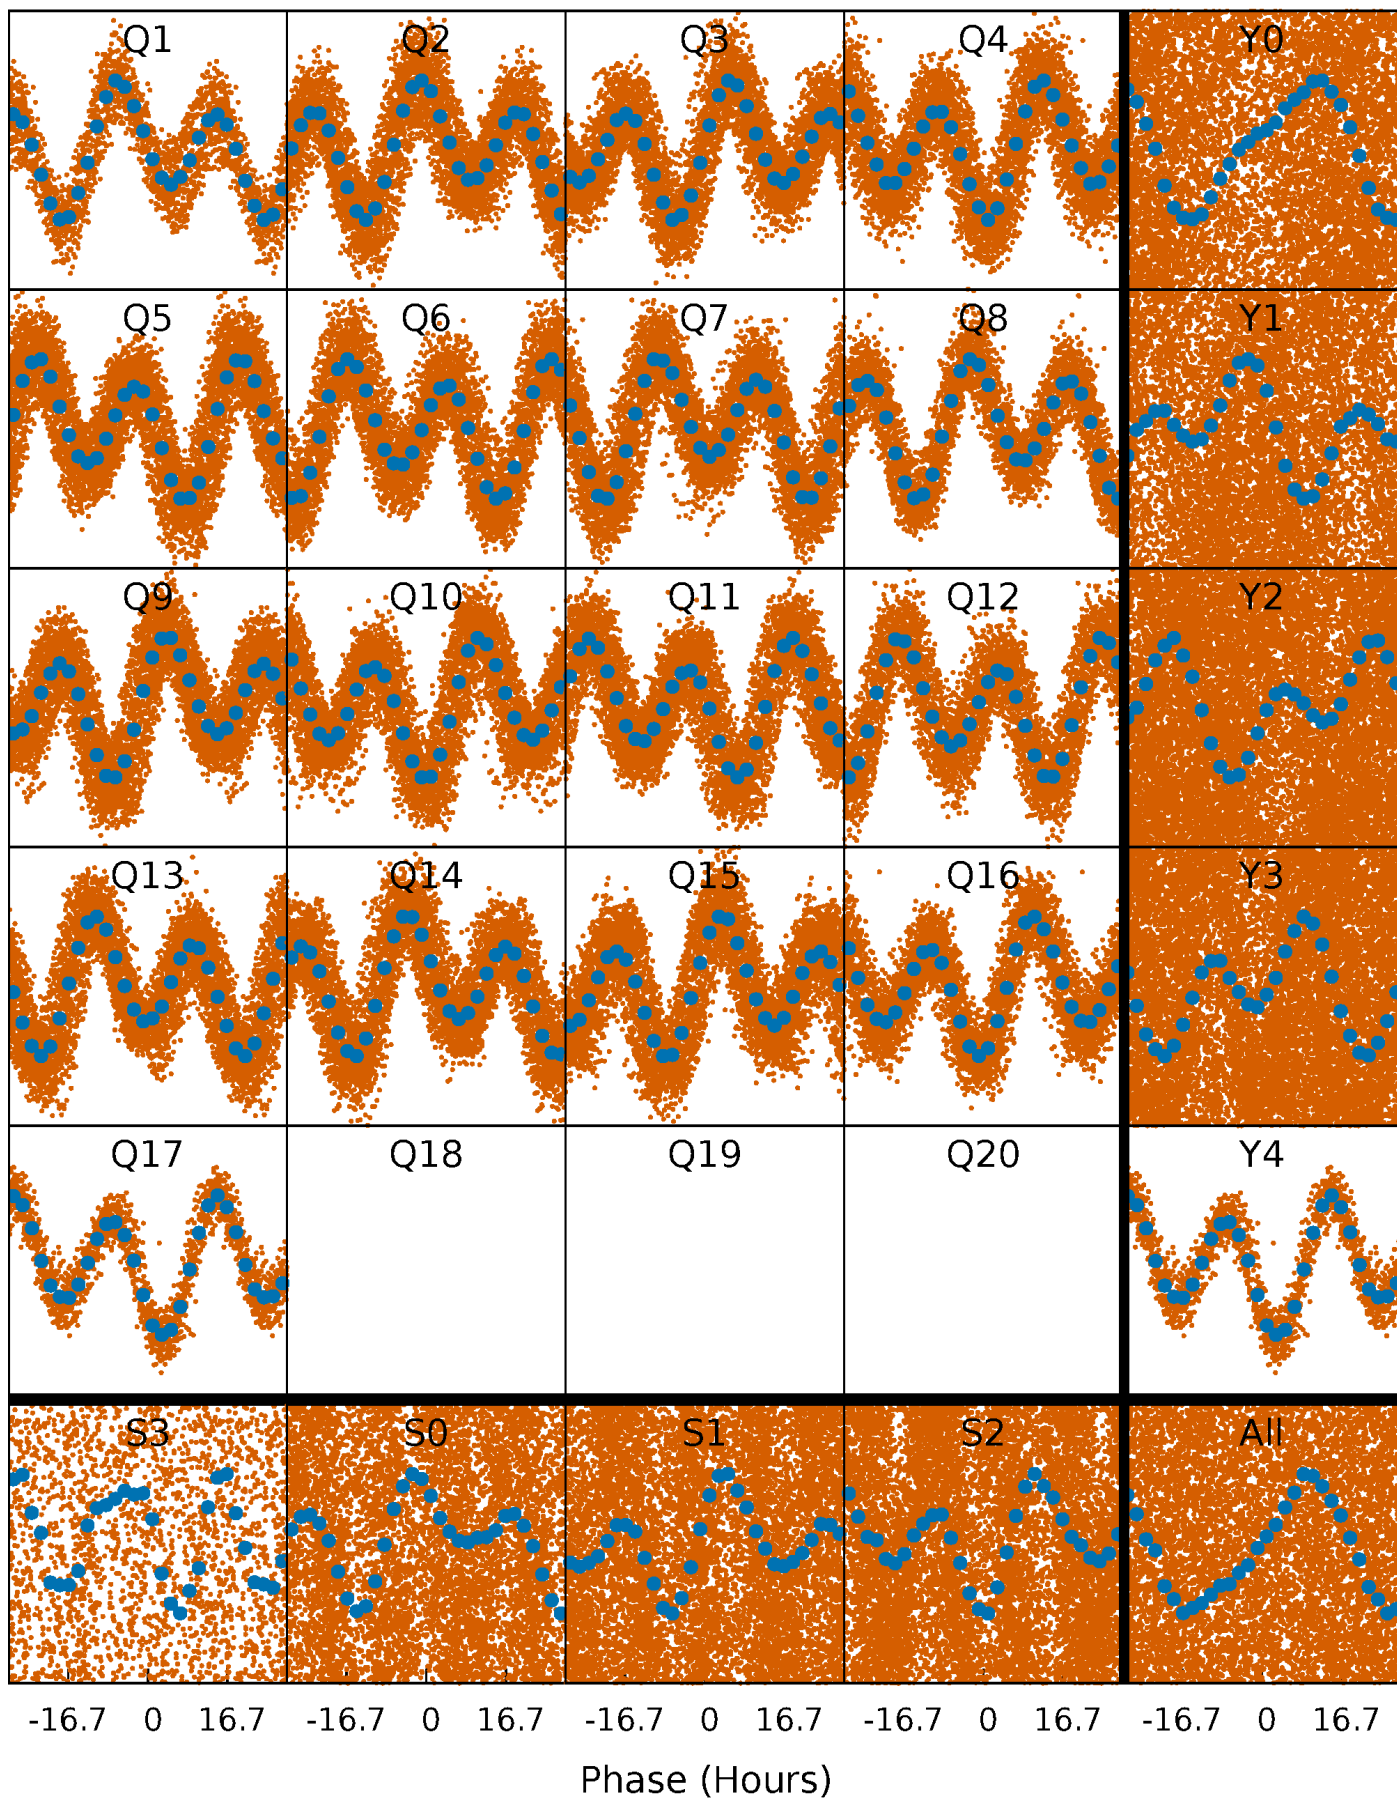 Q1 Q2 Q3 Q4 Y0
Q5 Q6 Q7 Q8 Y1
Q9 Q10 Q11 Q12 Y2
Q13 Q14 Q15 Q16 Y3
Q17 Q18 Q19 Q20 Y4
S3 S0 S1 S2 All
-16.7 0 16.7 -16.7 0 16.7 -16.7 0 16.7 -16.7 0 16.7 -16.7 0 16.7
Phase (Hours)